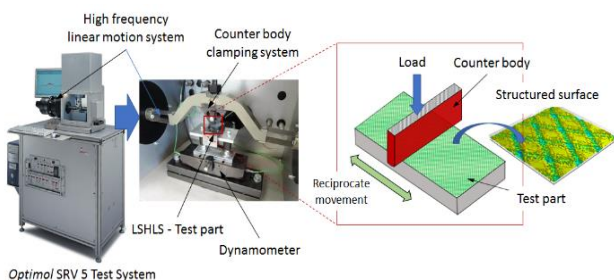 High frequency
linear motion system
Counter body
clamping system
LSHLS - Test part
Dynamometer
Optimol SRV 5 Test System
Load
Counter body
Structured surface
Reciprocate
movement
Test part